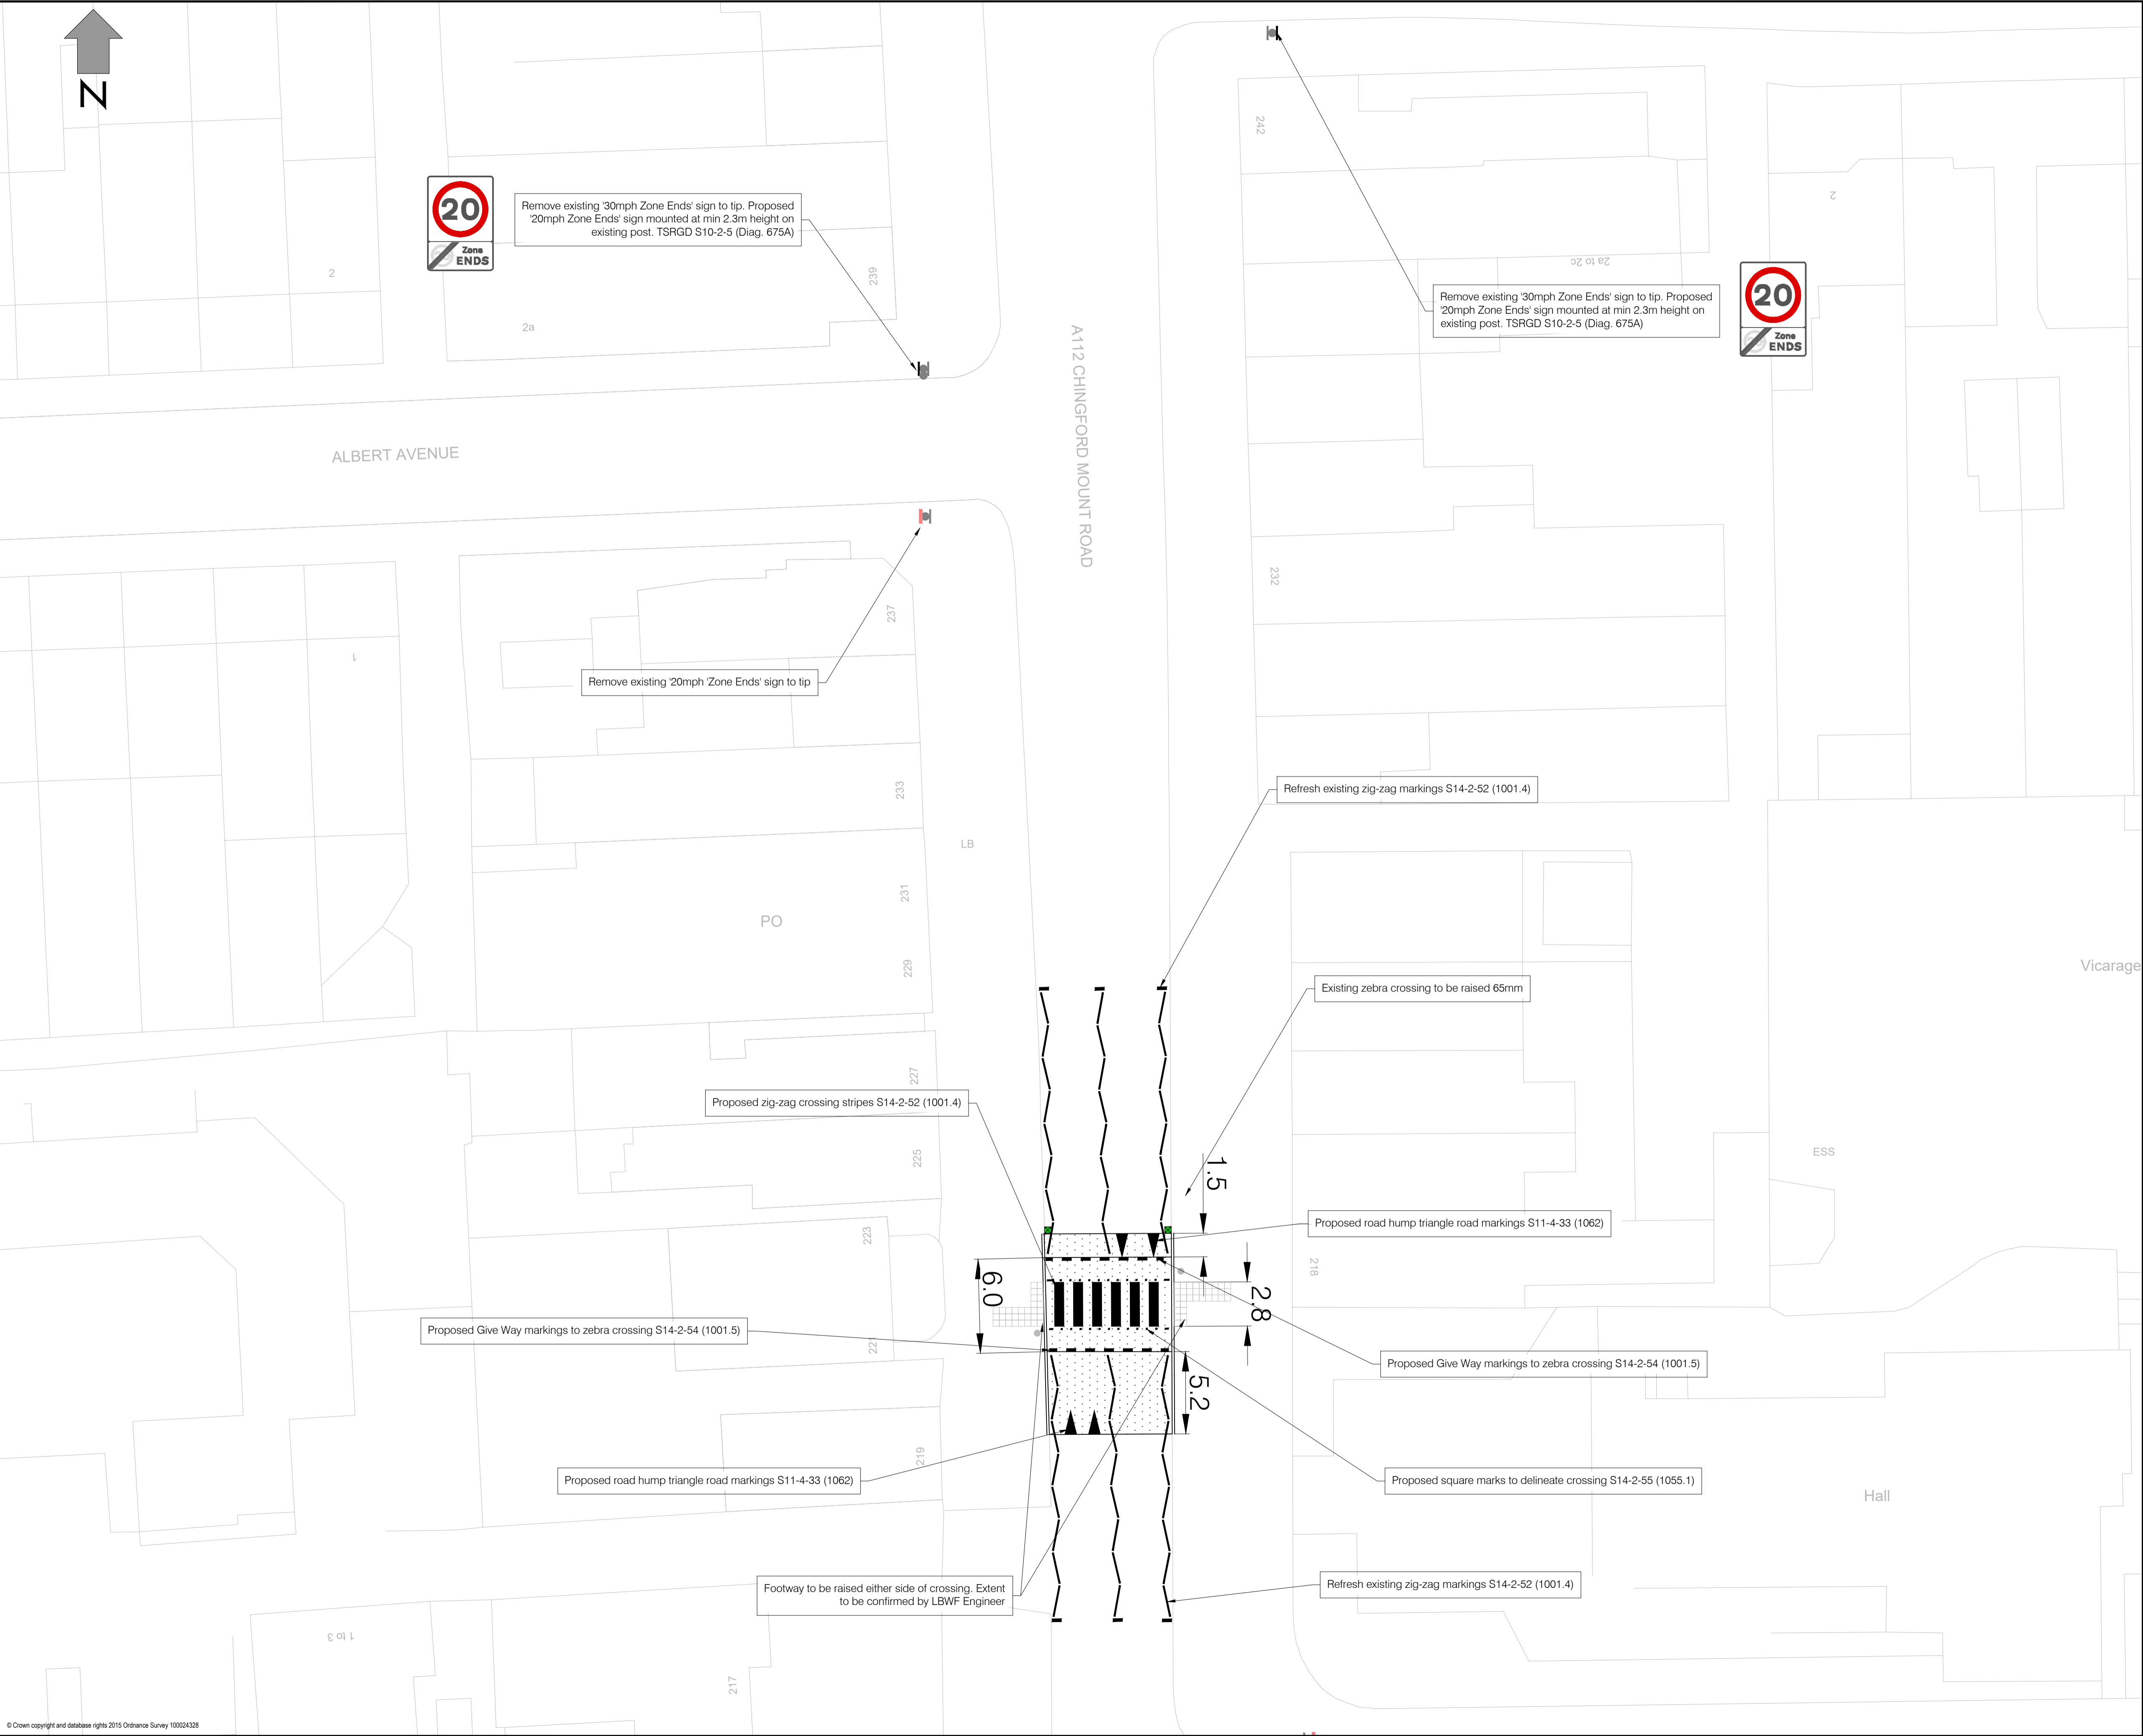 N
242
2
20
Zone
ENDS
Remove existing '30mph Zone Ends' sign to tip. Proposed
'20mph Zone Ends' sign mounted at min 2.3m height on
existing post. TSRGD S10-2-5 (Diag. 675A)
239
2
2a
2a to 2c
20
Zone
ENDS
Remove existing '30mph Zone Ends' sign to tip. Proposed
'20mph Zone Ends' sign mounted at min 2.3m height on
existing post. TSRGD S10-2-5 (Diag. 675A)
A112 CHINGFORD MOUNT ROAD
ALBERT AVENUE
232
237
1
Remove existing '20mph 'Zone Ends' sign to tip
233
Refresh existing zig-zag markings S14-2-52 (1001.4)
LB
231
PO
229
Vicarage
Existing zebra crossing to be raised 65mm
227
Proposed zig-zag crossing stripes S14-2-52 (1001.4)
225
1.5
ESS
223
Proposed road hump triangle road markings S11-4-33 (1062)
218
6.0
2.8
Proposed Give Way markings to zebra crossing S14-2-54 (1001.5)
221
Proposed Give Way markings to zebra crossing S14-2-54 (1001.5)
5.2
219
Proposed road hump triangle road markings S11-4-33 (1062)
Proposed square marks to delineate crossing S14-2-55 (1055.1)
Hall
Footway to be raised either side of crossing. Extent
to be confirmed by LBWF Engineer
Refresh existing zig-zag markings S14-2-52 (1001.4)
1 to 3
217
© Crown copyright and database rights 2015 Ordnance Survey 100024328